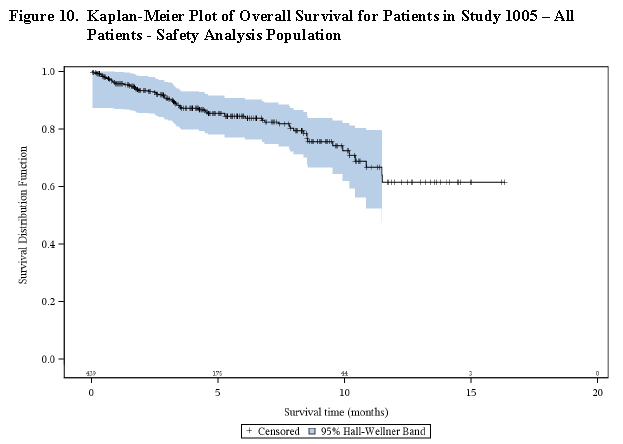 Figure 10. Kaplan-Meier Plot of Overall Survival for Patients in Study 1005 – All
Patients - Safety Analysis Population
1.0
0.8
0.6
0.4
0.2
0.0
Survival Distribution Function
439 176 44 3 0
0 5 10 15 20
Survival time (months)
+ Censored 95% Hall-Wellner Band